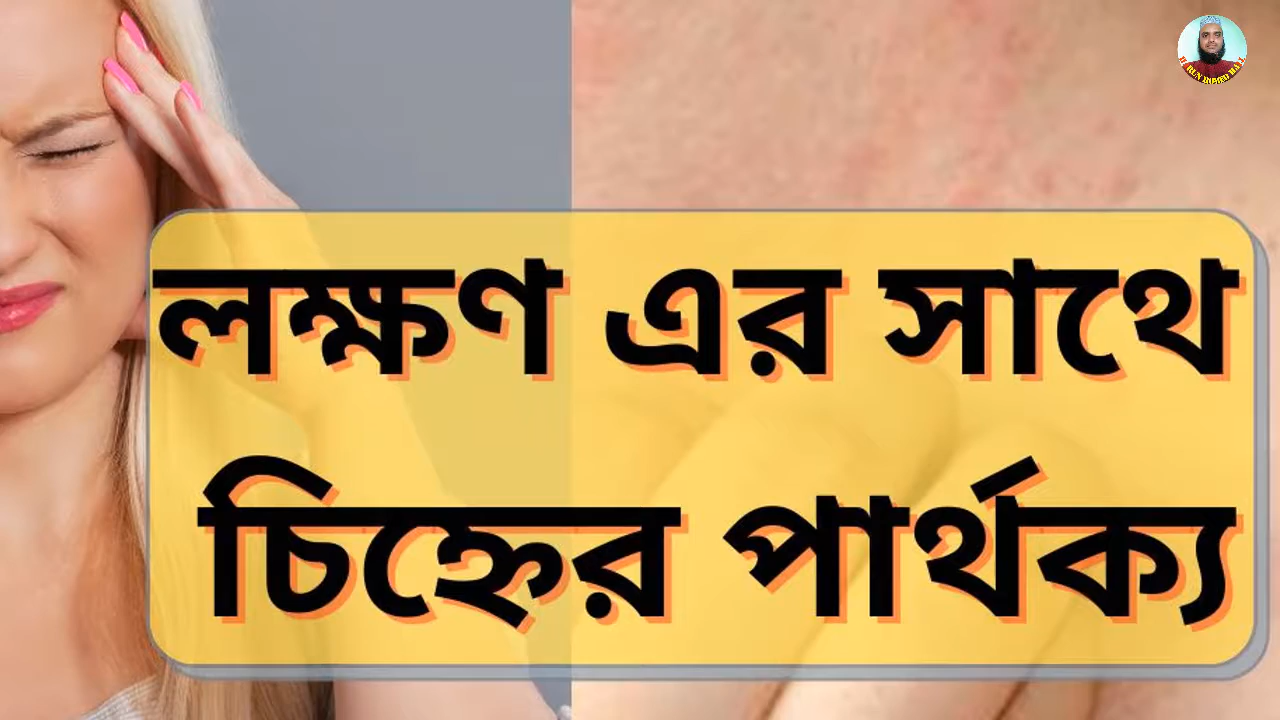 লক্ষণ এর সাথে
চিহ্নের পার্থক্য